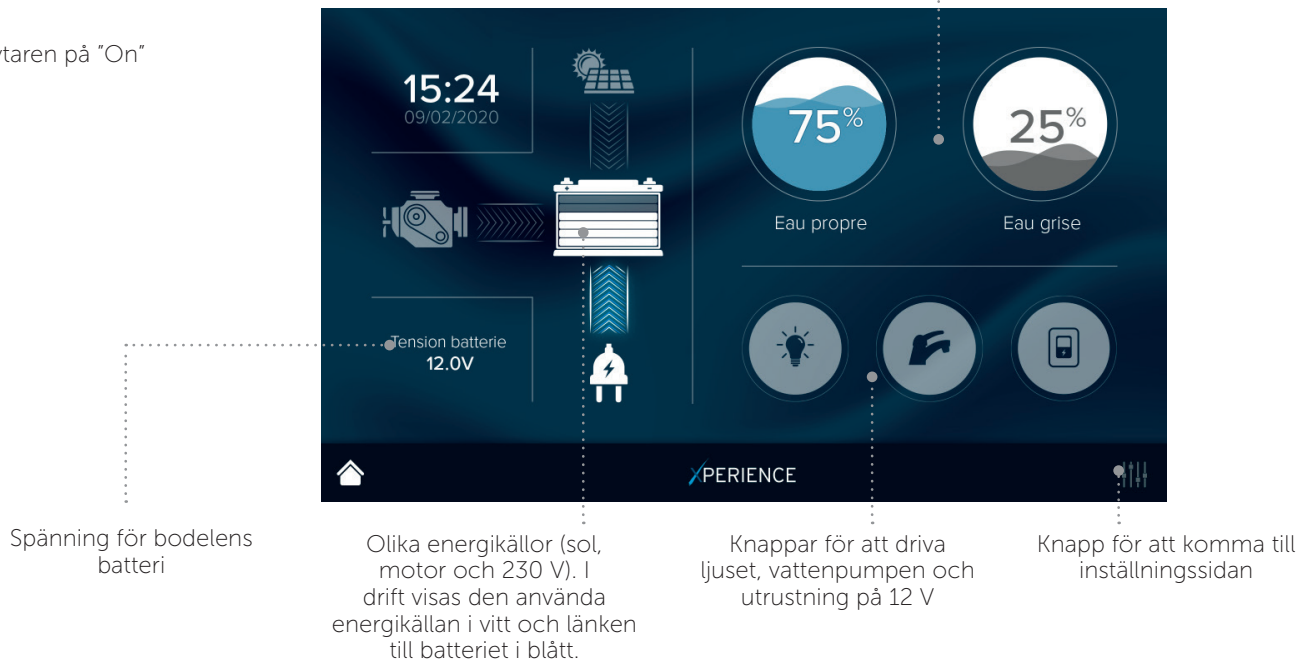 ytaren på "On"
15:24
09/02/2020
75%
25%
Eau propre
Eau grise
Tension batterie
12.0V
XPERIENCE
Spänning för bodelens
batteri
Olika energikällor (sol,
motor och 230 V). I
drift visas den använda
energikällan i vitt och länken
till batteriet i blått.
Knappar för att driva
ljuset, vattenpumpen och
utrustning på 12 V
Knapp för att komma till
inställningssidan